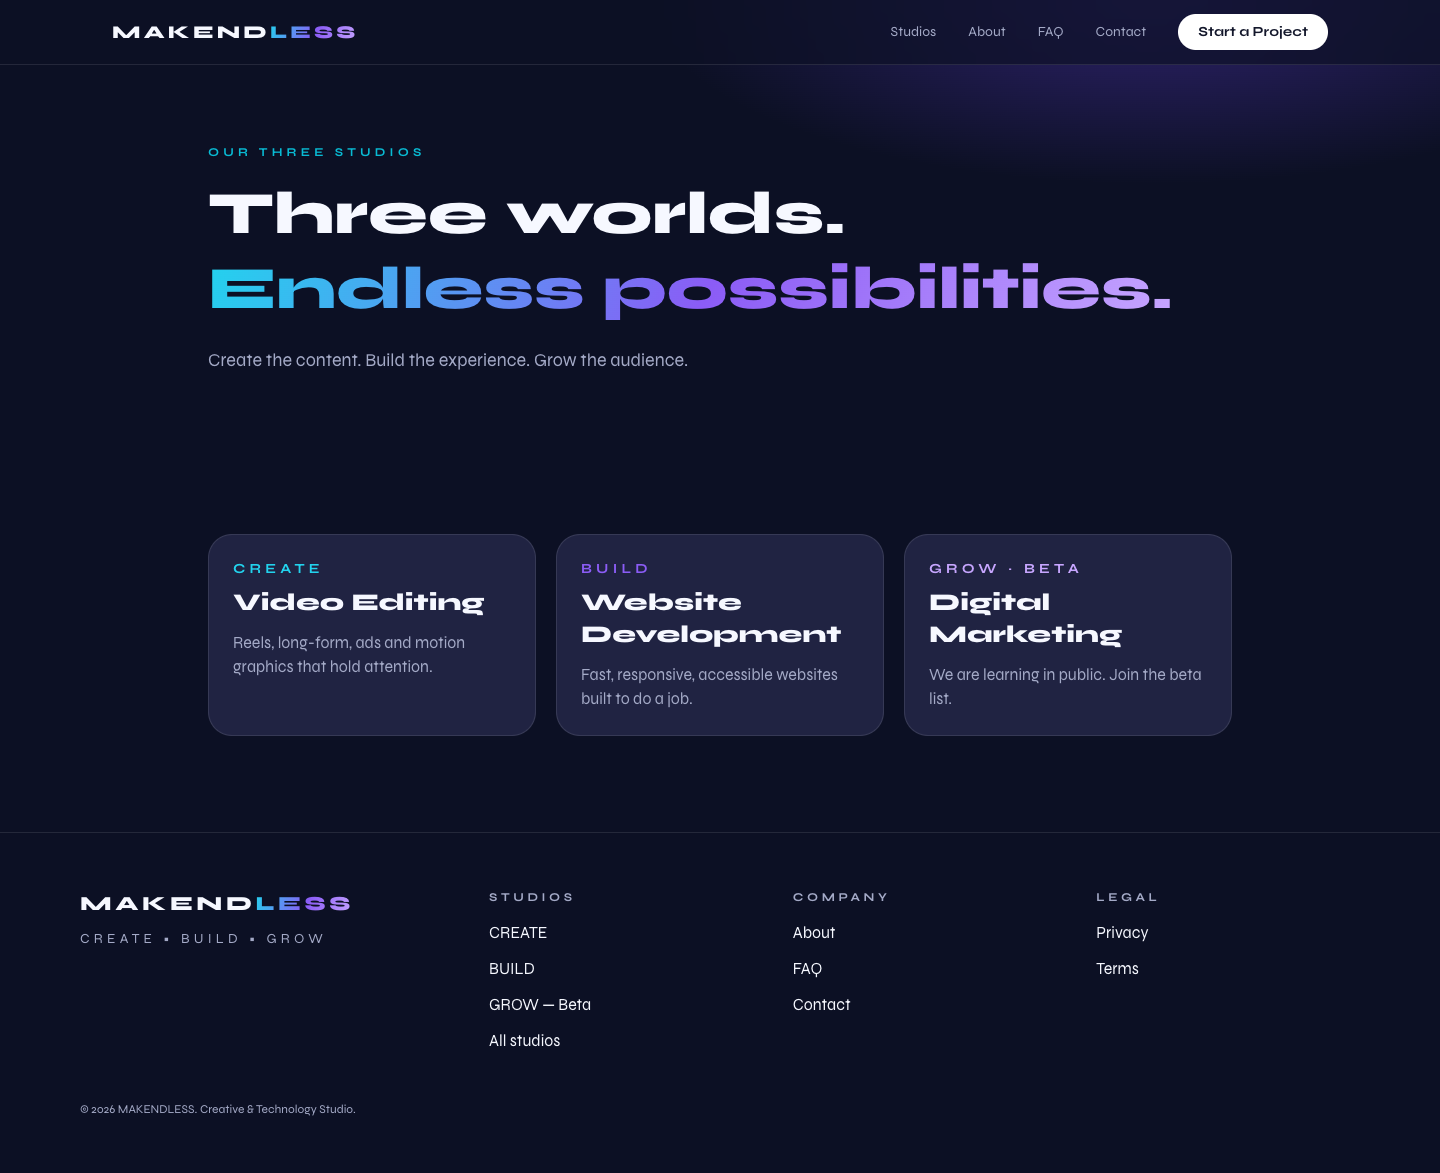 MAKENDLESS
Studios
About
FAQ
Contact
Start a Project
OUR THREE STUDIOS
Three worlds.
Endless possibilities.
Create the content. Build the experience. Grow the audience.
CREATE
Video Editing
Reels, long-form, ads and motion
graphics that hold attention.
BUILD
Website
Development
Fast, responsive, accessible websites
built to do a job.
GROW · BETA
Digital
Marketing
We are learning in public. Join the beta
list.
MAKENDLESS
CREATE ▪ BUILD ▪ GROW
STUDIOS
CREATE
BUILD
GROW — Beta
All studios
COMPANY
About
FAQ
Contact
LEGAL
Privacy
Terms
© 2026 MAKENDLESS. Creative & Technology Studio.